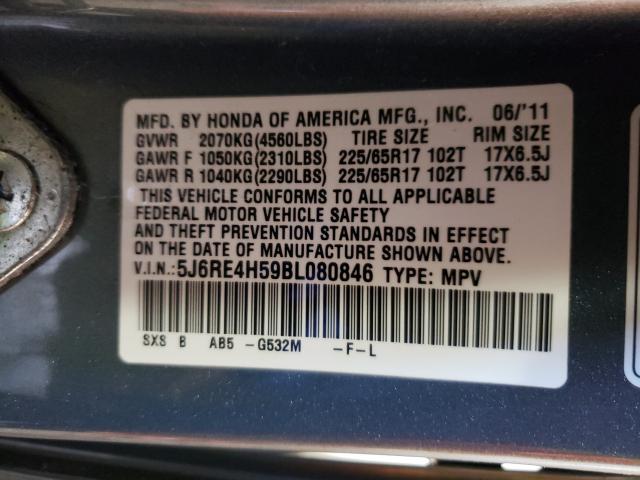 MFD. BY HONDA OF AMERICA MFG., INC. 06/'11
GVWR 2070KG(4560LBS) TIRE SIZE RIM SIZE
GAWR F 1050KG(2310LBS) 225/65R17 102T 17X6.5J
GAWR R 1040KG(2290LBS) 225/65R17 102T 17X6.5J
THIS VEHICLE CONFORMS TO ALL APPLICABLE
FEDERAL MOTOR VEHICLE SAFETY
AND THEFT PREVENTION STANDARDS IN EFFECT
ON THE DATE OF MANUFACTURE SHOWN ABOVE.
V.I.N.:5J6RE4H59BL080846 TYPE: MPV
SXS B AB5 -G532M -F-L